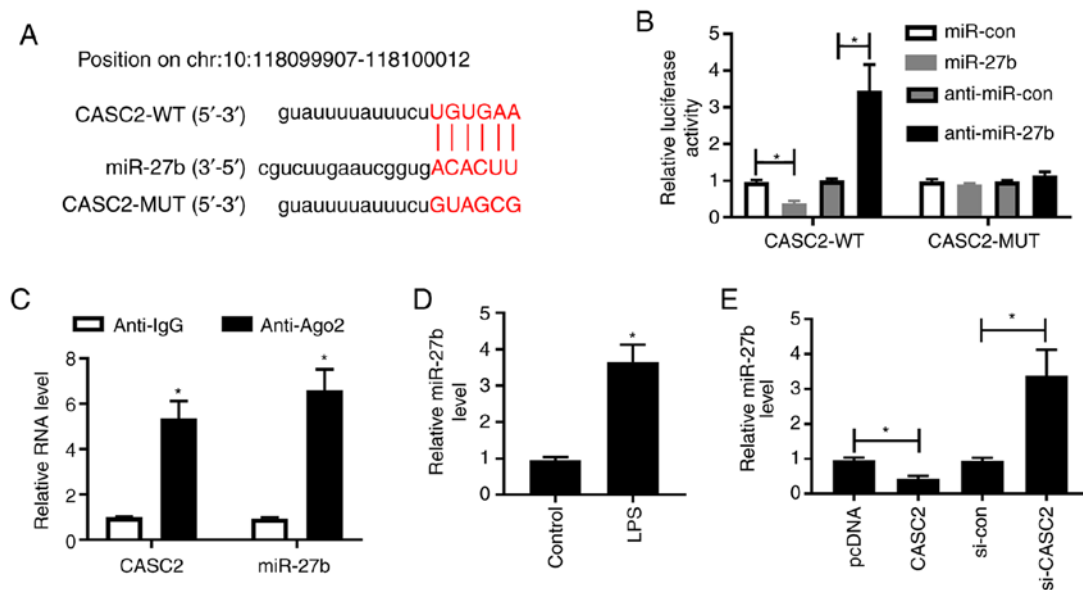 A
Position on chr:10:118099907-118100012
CASC2-WT (5′-3′) guauuuuauuucuUGUGAA
miR-27b (3′-5′) cgucuugaaucggugACACUU
CASC2-MUT (5′-3′) guauuuuauuucuGUAGCG
B
Relative luciferase
activity
5
4
3
2
1
0
*
*
miR-con
miR-27b
anti-miR-con
anti-miR-27b
CASC2-WT CASC2-MUT
C
Anti-IgG Anti-Ago2
Relative RNA level
8
6
4
2
0
*
*
CASC2 miR-27b
D
Relative miR-27b
level
5
4
3
2
1
0
*
Control
LPS
E
Relative miR-27b
level
5
4
3
2
1
0
*
*
pcDNA
CASC2
si-con
si-CASC2